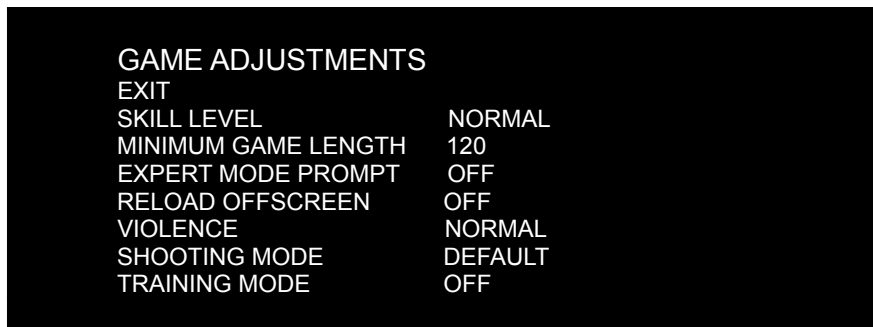 GAME ADJUSTMENTS
EXIT
SKILL LEVEL NORMAL
MINIMUM GAME LENGTH 120
EXPERT MODE PROMPT OFF
RELOAD OFFSCREEN OFF
VIOLENCE NORMAL
SHOOTING MODE DEFAULT
TRAINING MODE OFF